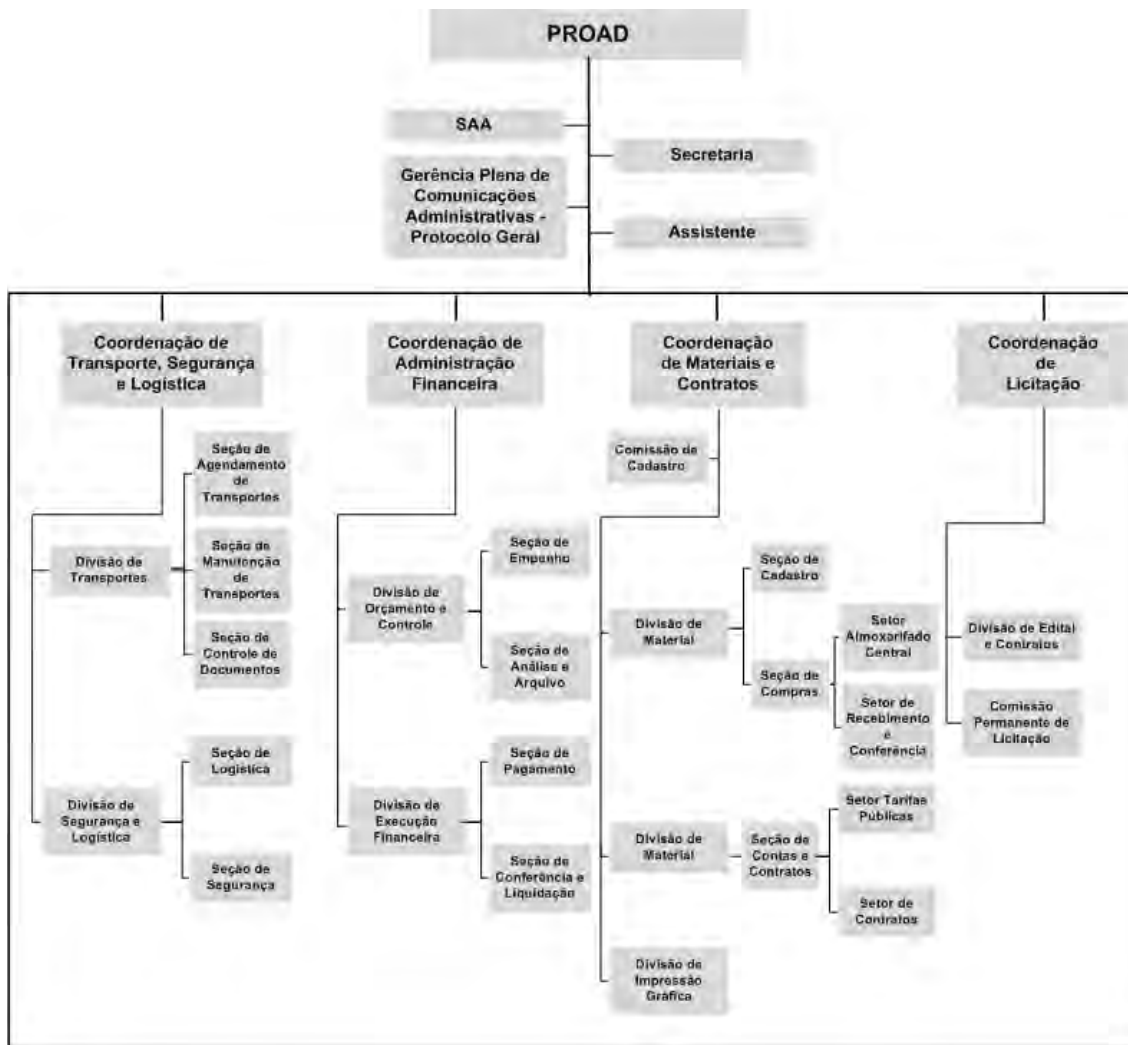 PROAD
SAA
Secretaria
Gerência Plena de
Comunicações
Administrativas -
Protocolo Geral
Assistente
Coordenação de
Transporte, Segurança
e Logística
Coordenação de
Administração
Financeira
Coordenação
de Materiais e
Contratos
Coordenação
de
Licitação
Seção de
Agendamento
de
Transportes
Divisão de
Transportes
Seção de
Manutenção
de
Transportes
Seção de
Controle de
Documentos
Divisão de
Segurança e
Logística
Seção de
Logística
Seção de
Segurança
Divisão de
Orçamento e
Controle
Seção de
Empenho
Seção de
Análise e
Arquivo
Divisão de
Execução
Financeira
Seção de
Pagamento
Seção de
Conferência e
Liquidação
Comissão de
Cadastro
Divisão de
Material
Seção de
Cadastro
Seção de
Compras
Setor
Almoxarifado
Central
Setor de
Recebimento
e
Conferência
Divisão de
Material
Seção de
Contas e
Contratos
Setor Tarifas
Públicas
Setor de
Contratos
Divisão de
Impressão
Gráfica
Divisão de Edital
e Contratos
Comissão
Permanente de
Licitação